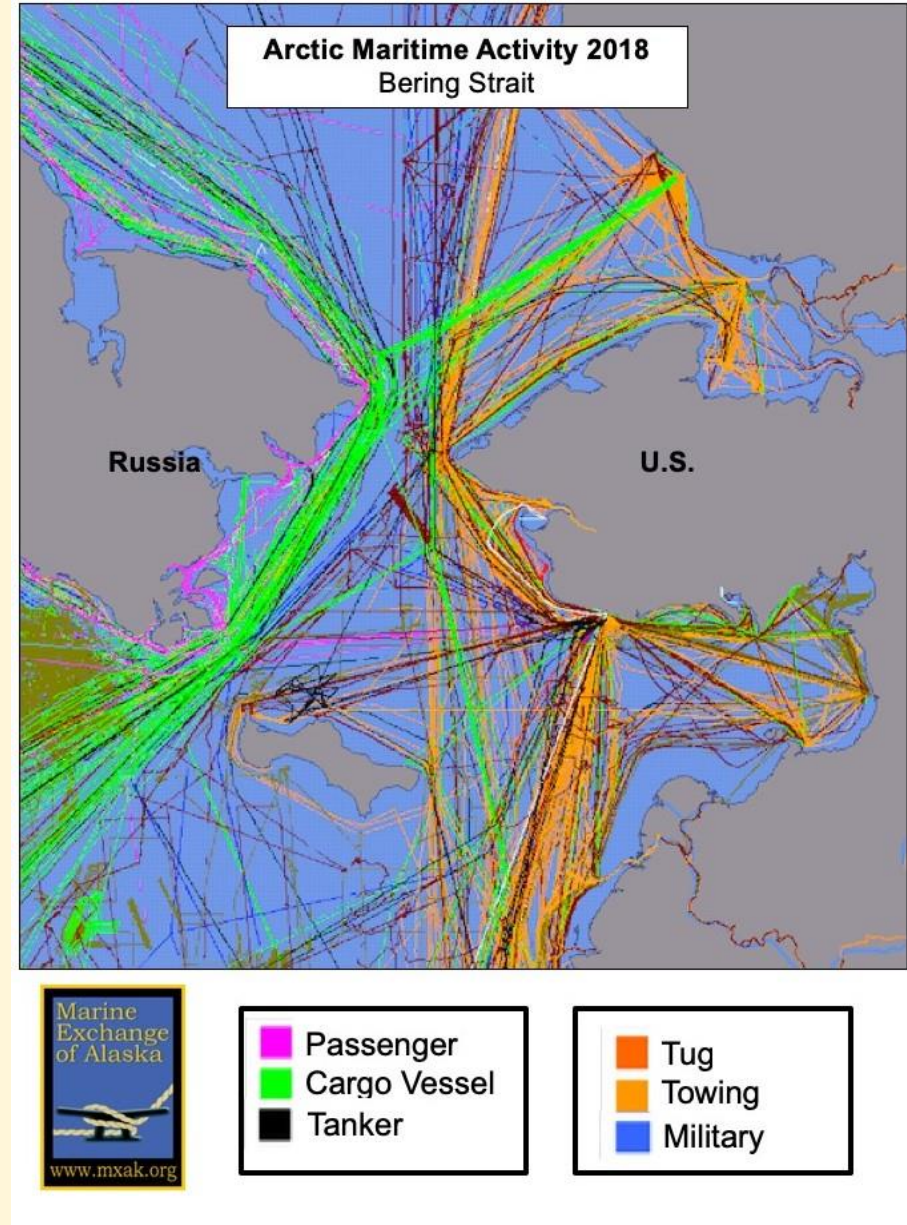 Arctic Maritime Activity 2018
Bering Strait
Russia
U.S.
Marine
Exchange
of Alaska
www.mxak.org
Passenger
Cargo Vessel
Tanker
Tug
Towing
Military